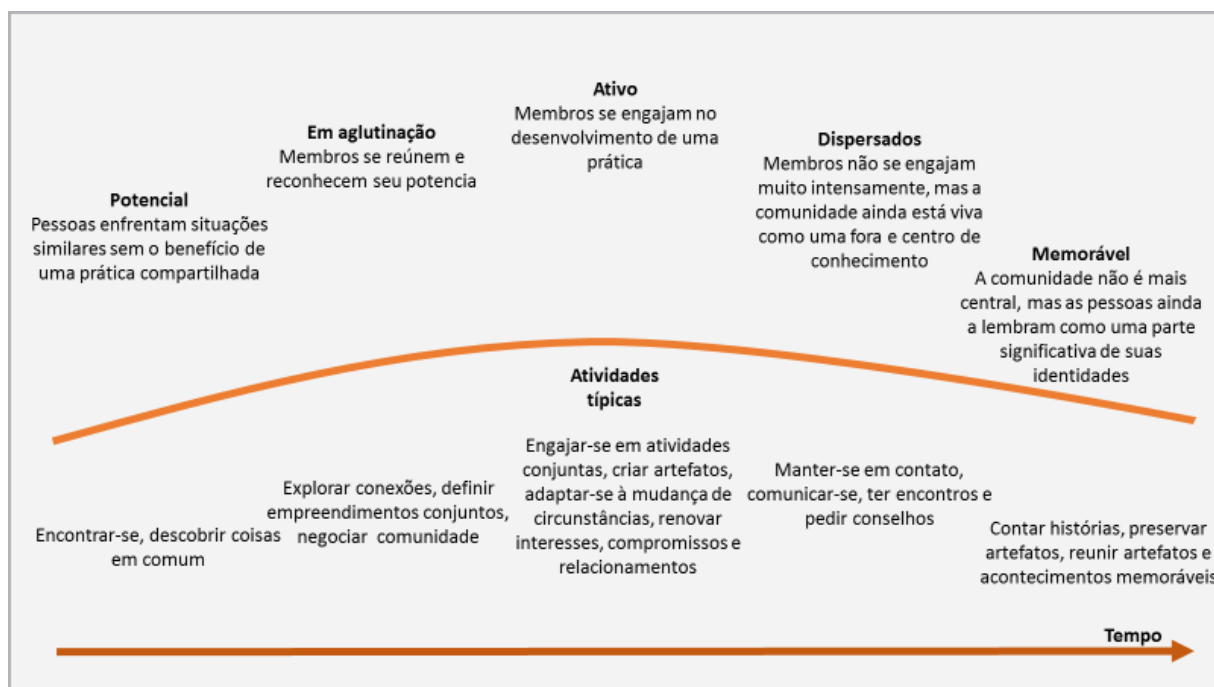 Potencial
Pessoas enfrentam situações
similares sem o benefício de
uma prática compartilhada
Em aglutinação
Membros se reúnem e
reconhecem seu potencia
Ativo
Membros se engajam no
desenvolvimento de uma
prática
Dispersados
Membros não se engajam
muito intensamente, mas a
comunidade ainda está viva
como uma fora e centro de
conhecimento
Memorável
A comunidade não é mais
central, mas as pessoas ainda
a lembram como uma parte
significativa de suas
identidades
Atividades
típicas
Encontrar-se, descobrir coisas
em comum
Explorar conexões, definir
empreendimentos conjuntos,
negociar comunidade
Engajar-se em atividades
conjuntas, criar artefatos,
adaptar-se à mudança de
circunstâncias, renovar
interesses, compromissos e
relacionamentos
Manter-se em contato,
comunicar-se, ter encontros e
pedir conselhos
Contar histórias, preservar
artefatos, reunir artefatos e
acontecimentos memoráveis
Tempo